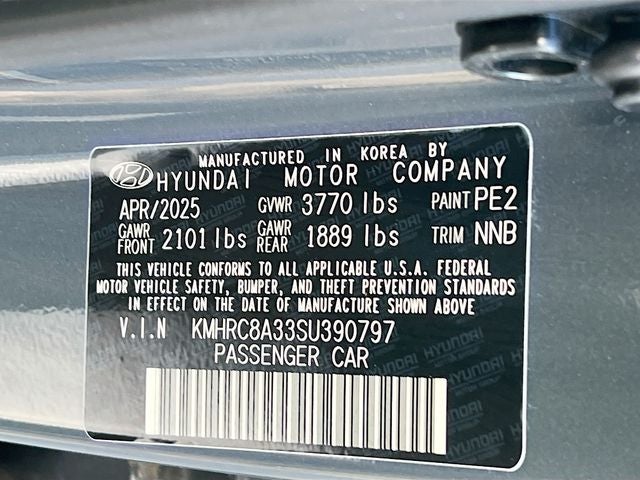 MANUFACTURED IN KOREA BY
HYUNDAI MOTOR COMPANY
APR/2025 GVWR 3770 lbs PAINT PE2
GAWR FRONT 2101 lbs GAWR REAR 1889 lbs TRIM NNB
THIS VEHICLE CONFORMS TO ALL APPLICABLE U.S.A. FEDERAL
MOTOR VEHICLE SAFETY, BUMPER, AND THEFT PREVENTION STANDARDS
IN EFFECT ON THE DATE OF MANUFACTURE SHOWN ABOVE
V.I.N KMHRC8A33SU390797
PASSENGER CAR